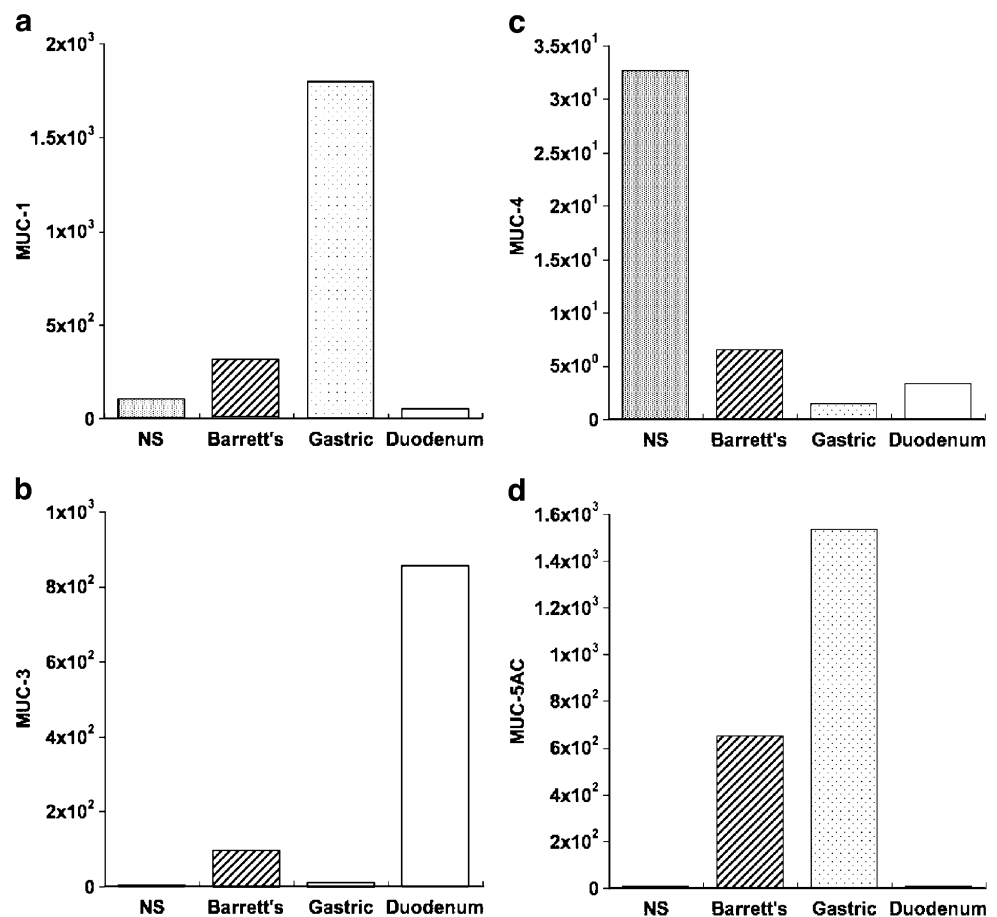 a
2x10³
1.5x10³
1x10³
5x10²
0
MUC-1
NS Barrett's Gastric Duodenum
c
3.5x10¹
3x10¹
2.5x10¹
2x10¹
1.5x10¹
1x10¹
5x10⁰
0
MUC-4
NS Barrett's Gastric Duodenum
b
1x10³
8x10²
6x10²
4x10²
2x10²
0
MUC-3
NS Barrett's Gastric Duodenum
d
1.6x10³
1.4x10³
1.2x10³
1x10³
8x10²
6x10²
4x10²
2x10²
0
MUC-5AC
NS Barrett's Gastric Duodenum